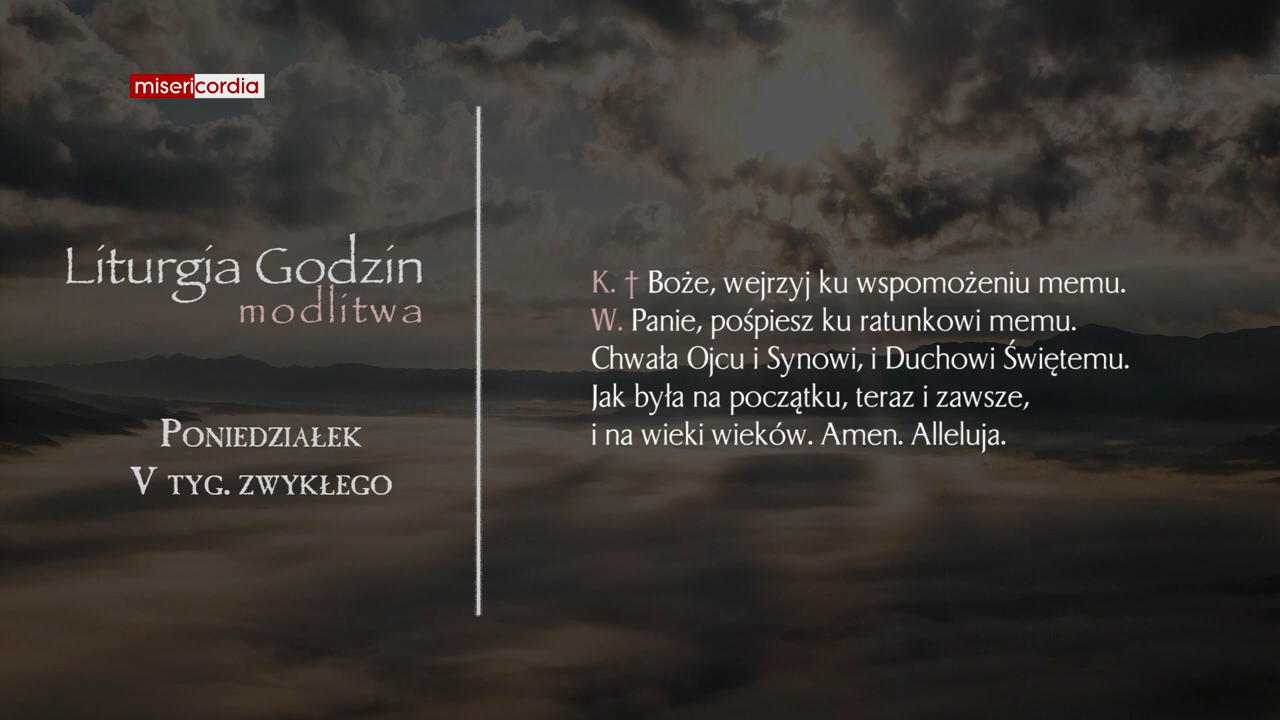 misericordia
Liturgia Godzin
modlitwa
Poniedziałek
V tyg. zwykłego
K. † Boże, wejrzyj ku wspomożeniu memu.
W. Panie, pośpiesz ku ratunkowi memu.
Chwała Ojcu i Synowi, i Duchowi Świętemu.
Jak była na początku, teraz i zawsze,
i na wieki wieków. Amen. Alleluja.